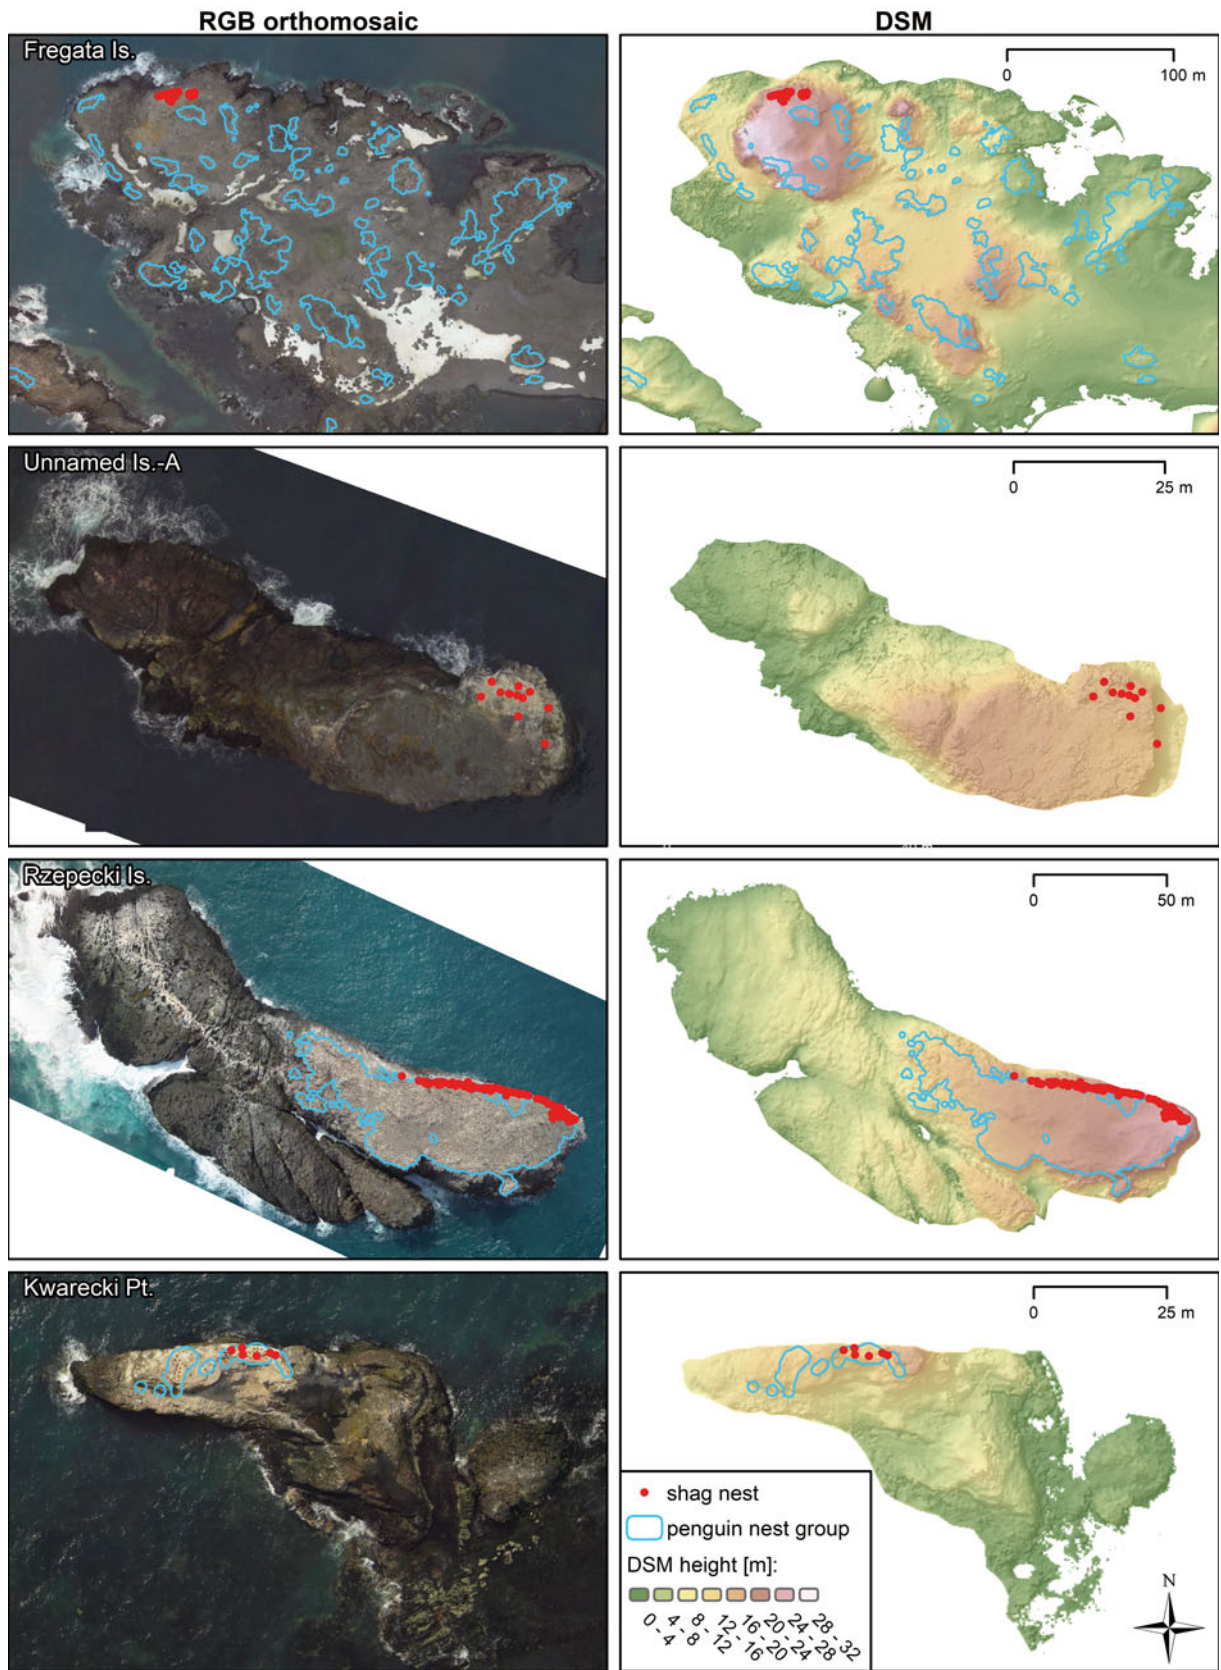 RGB orthomosaic
DSM
Fregata Is.
0 100 m
Unnamed Is.-A
0 25 m
Rzepecki Is.
0 50 m
Kwarecki Pt.
0 25 m
shag nest
penguin nest group
DSM height [m]:
0 - 4
4 - 8
8 - 12
12 - 16
16 - 20
20 - 24
24 - 28
28 - 32
N